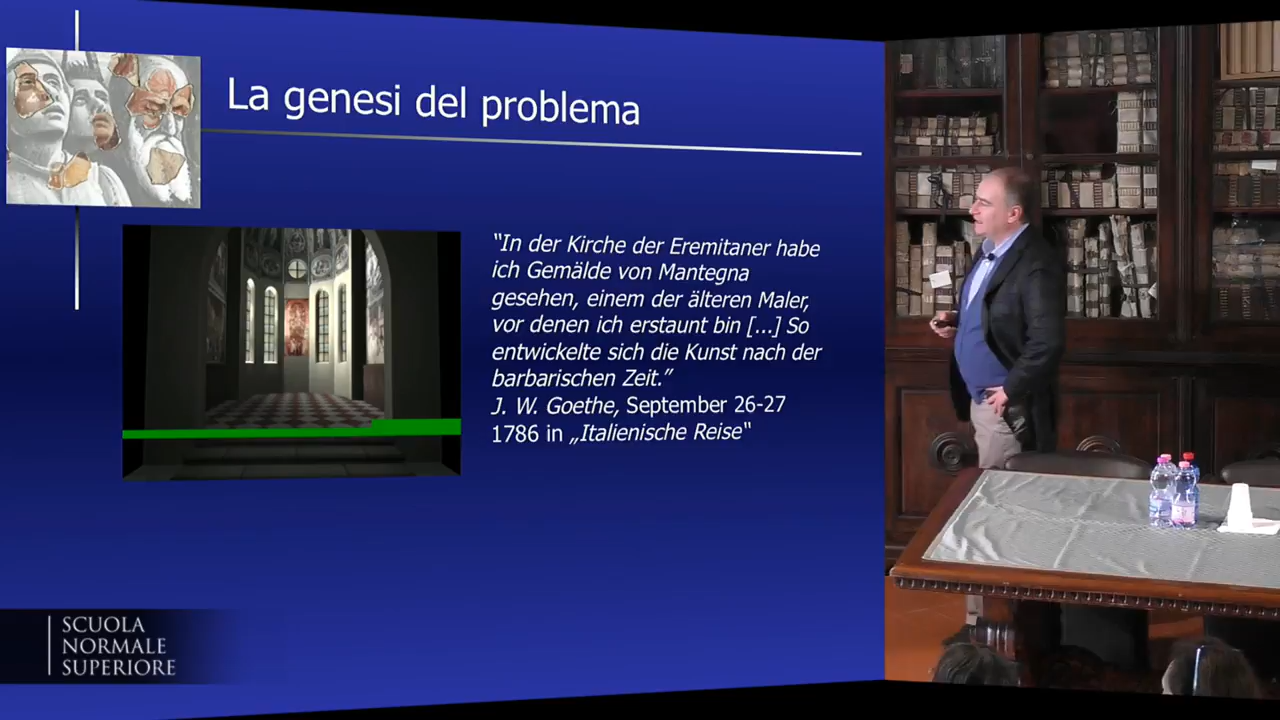 La genesi del problema
“In der Kirche der Eremitaner habe
ich Gemälde von Mantegna
gesehen, einem der älteren Maler,
vor denen ich erstaunt bin [...] So
entwickelte sich die Kunst nach der
barbarischen Zeit.”
J. W. Goethe, September 26-27
1786 in „Italienische Reise“
SCUOLA
NORMALE
SUPERIORE